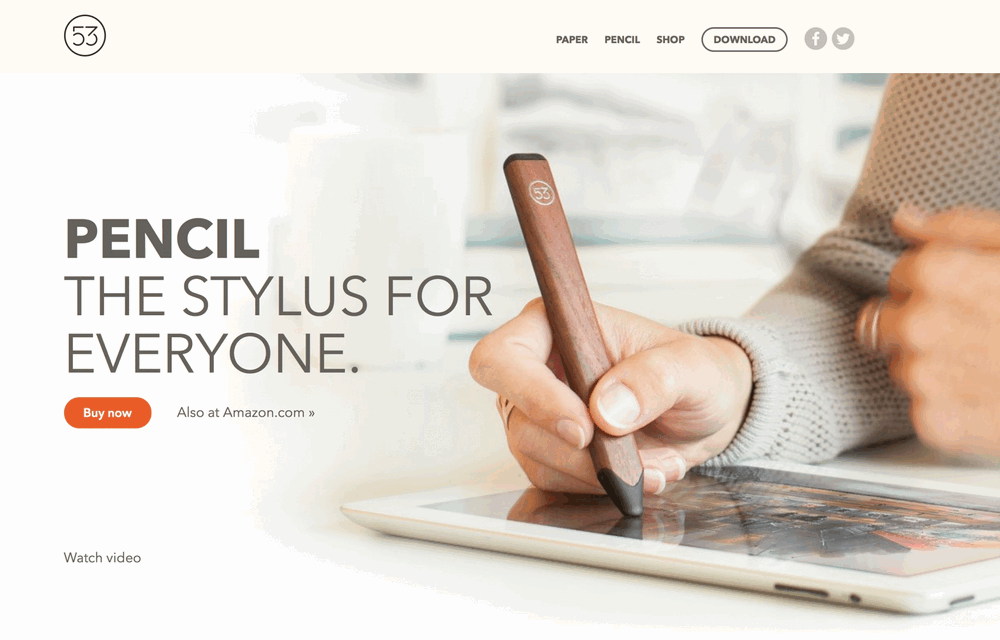 53
PAPER PENCIL SHOP DOWNLOAD
53
PENCIL
THE STYLUS FOR
EVERYONE.
Buy now Also at Amazon.com »
Watch video